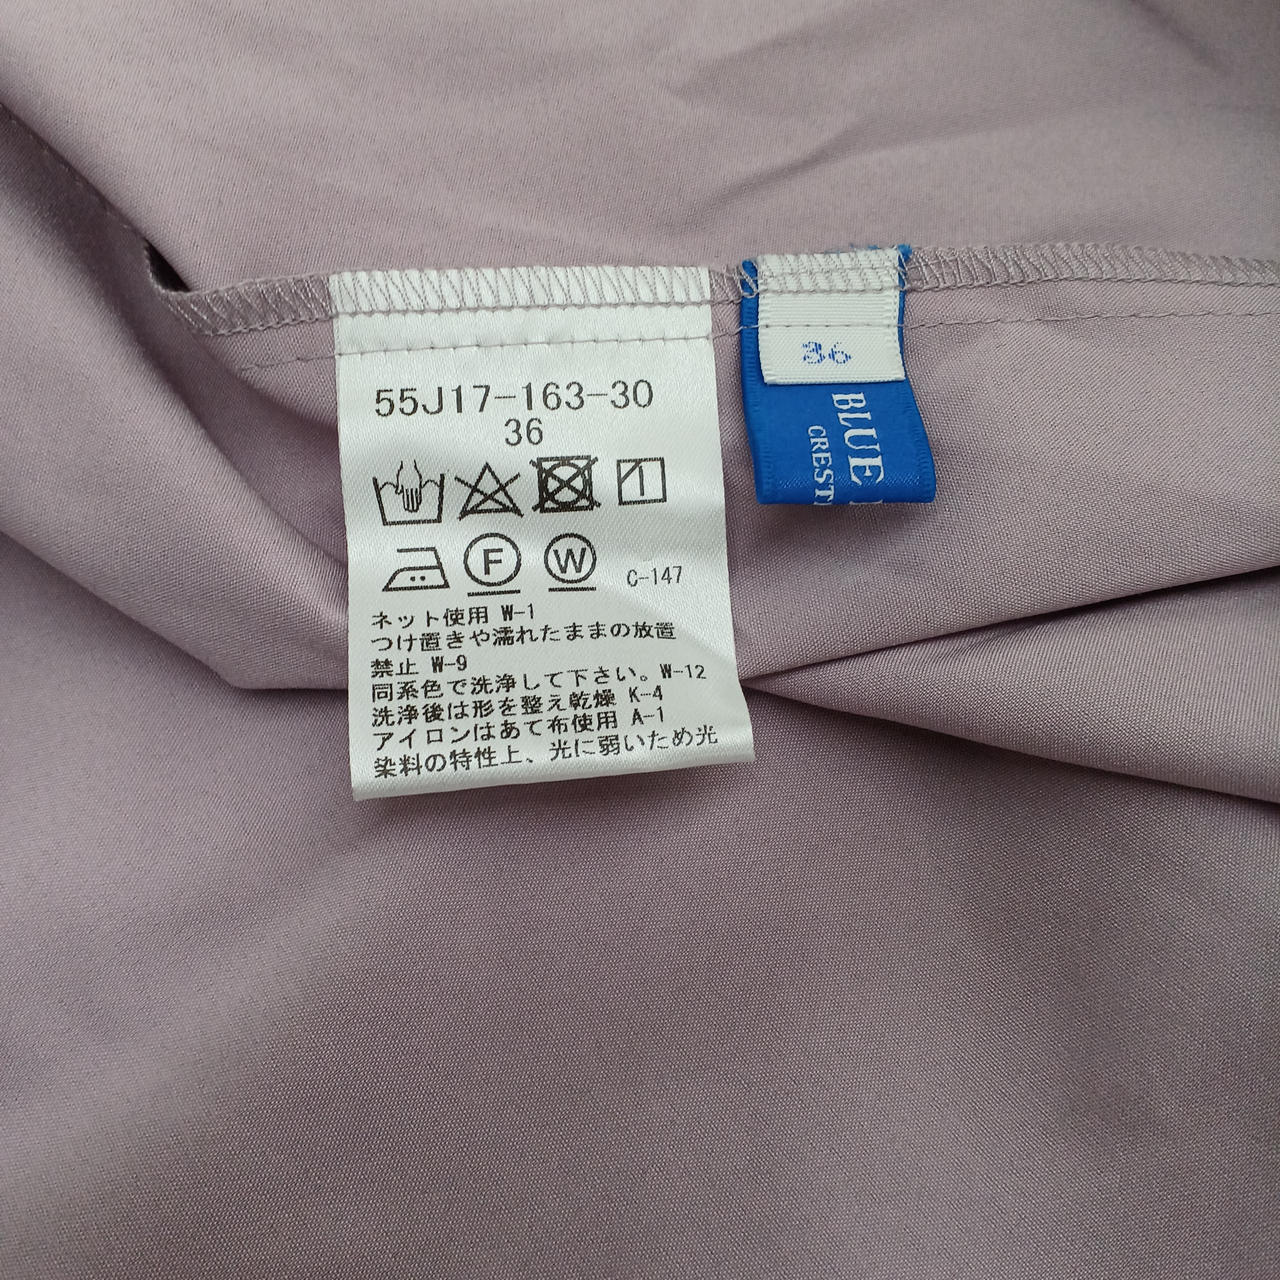 55J17-163-30
36
F
W
C-147
ネット使用 W-1
つけ置きや濡れたままの放置
禁止 W-9
同系色で洗浄して下さい。W-12
洗浄後は形を整え乾燥 K-4
アイロンはあて布使用 A-1
染料の特性上、光に弱いため光
36
BLUE